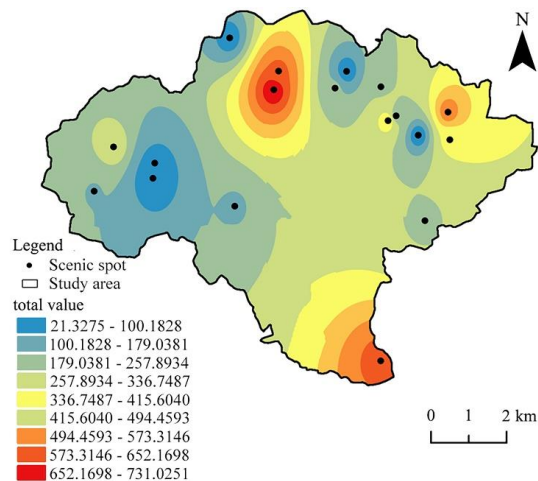 N
Legend
Scenic spot
Study area
total value
21.3275 - 100.1828
100.1828 - 179.0381
179.0381 - 257.8934
257.8934 - 336.7487
336.7487 - 415.6040
415.6040 - 494.4593
494.4593 - 573.3146
573.3146 - 652.1698
652.1698 - 731.0251
0 1 2 km